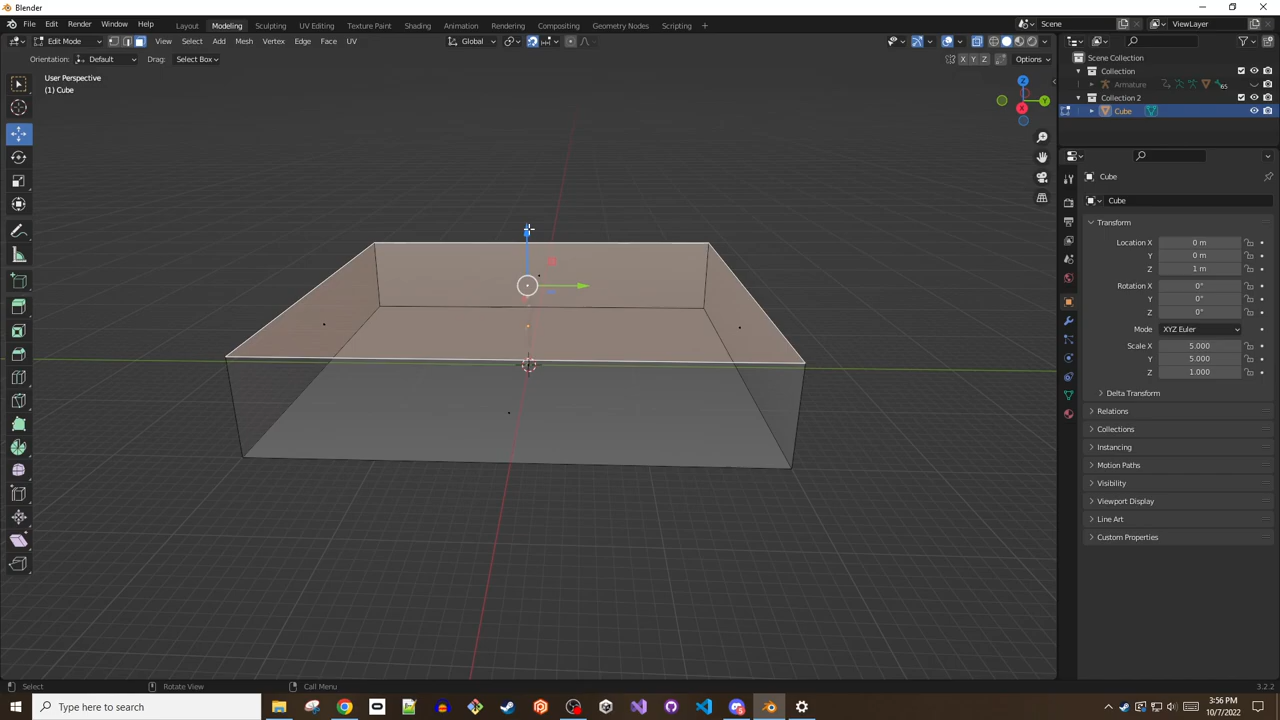 Blender
File Edit Render Window Help Layout Modeling Sculpting UV Editing Texture Paint Shading Animation Rendering Compositing Geometry Nodes Scripting + Scene ViewLayer
Edit Mode View Select Add Mesh Vertex Edge Face UV Global
Orientation: Default Drag: Select Box X Y Z Options
User Perspective
(1) Cube
Z
Y
X
Scene Collection
Collection
Armature 65
Collection 2
Cube
Cube
Cube
Transform
Location X 0 m
Y 0 m
Z 1 m
Rotation X 0°
Y 0°
Z 0°
Mode XYZ Euler
Scale X 5.000
Y 5.000
Z 1.000
Delta Transform
Relations
Collections
Instancing
Motion Paths
Visibility
Viewport Display
Line Art
Custom Properties
Select Rotate View Call Menu 3.2.2
Type here to search
3:56 PM
10/7/2022